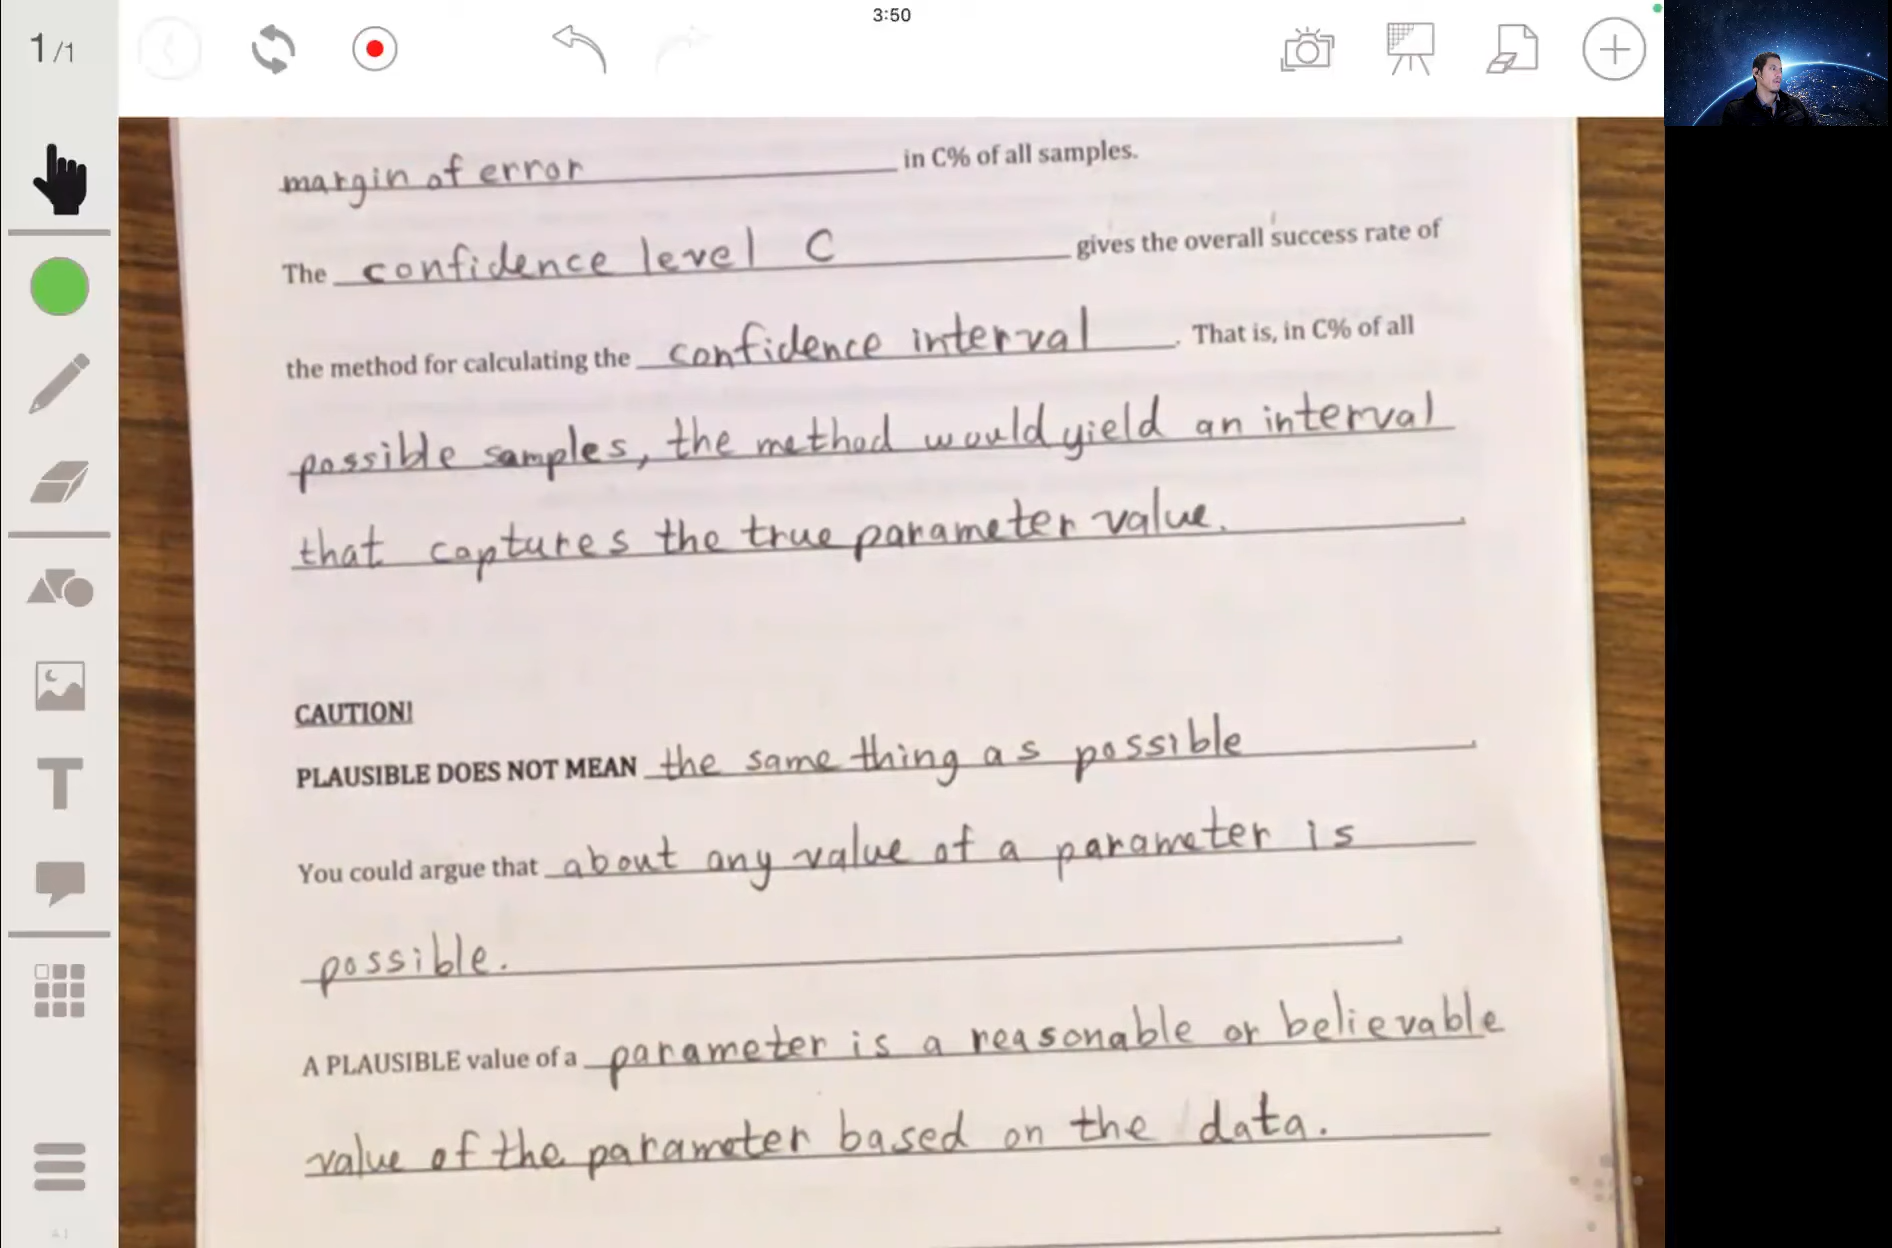 3:50
1/1
margin of error in C% of all samples.
The confidence level C gives the overall success rate of
the method for calculating the confidence interval. That is, in C% of all
possible samples, the method would yield an interval
that captures the true parameter value.
CAUTION!
PLAUSIBLE DOES NOT MEAN the same thing as possible.
You could argue that about any value of a parameter is
possible.
A PLAUSIBLE value of a parameter is a reasonable or believable
value of the parameter based on the data.
T